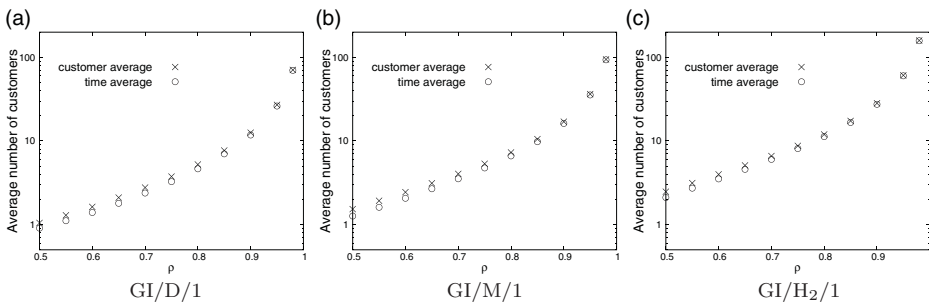 (a)
Average number of customers
100
10
1
customer average
time average
0.5 0.6 0.7 0.8 0.9 1
ρ
GI/D/1
(b)
Average number of customers
100
10
1
customer average
time average
0.5 0.6 0.7 0.8 0.9 1
ρ
GI/M/1
(c)
Average number of customers
100
10
1
customer average
time average
0.5 0.6 0.7 0.8 0.9
ρ
GI/H₂/1